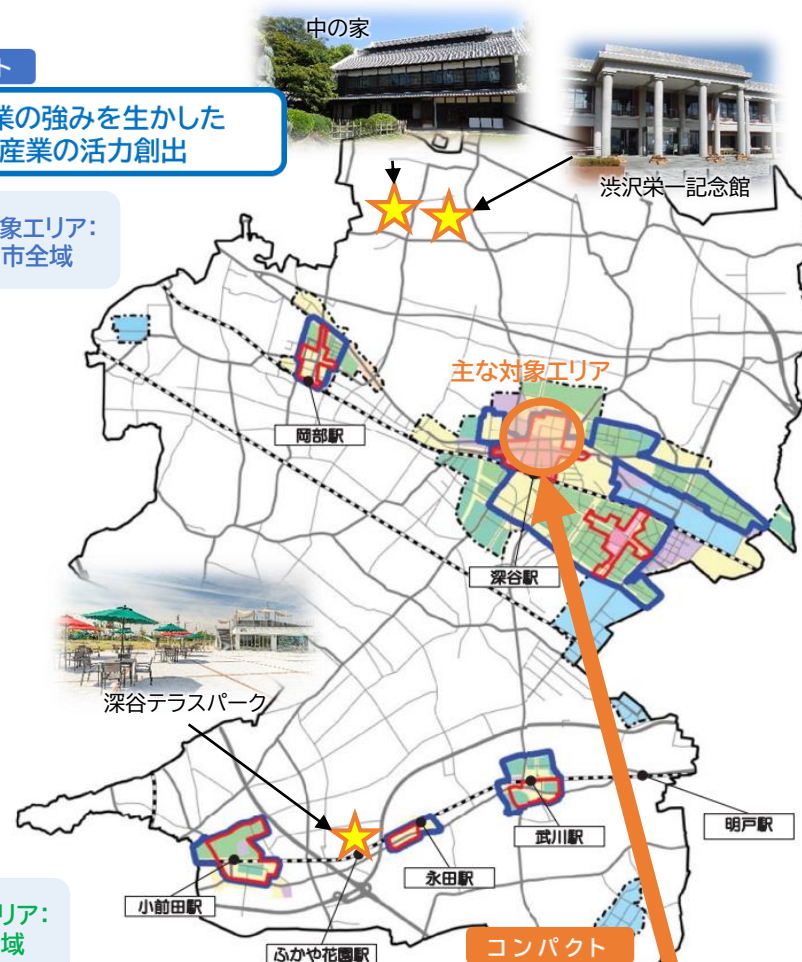 中の家
ト
業の強みを生かした
産業の活力創出
渋沢栄一記念館
象エリア:
市全域
主な対象エリア
岡部駅
深谷駅
深谷テラスパーク
明戸駅
武川駅
永田駅
小前田駅
リア:
域
ふかや花園駅
コンパクト